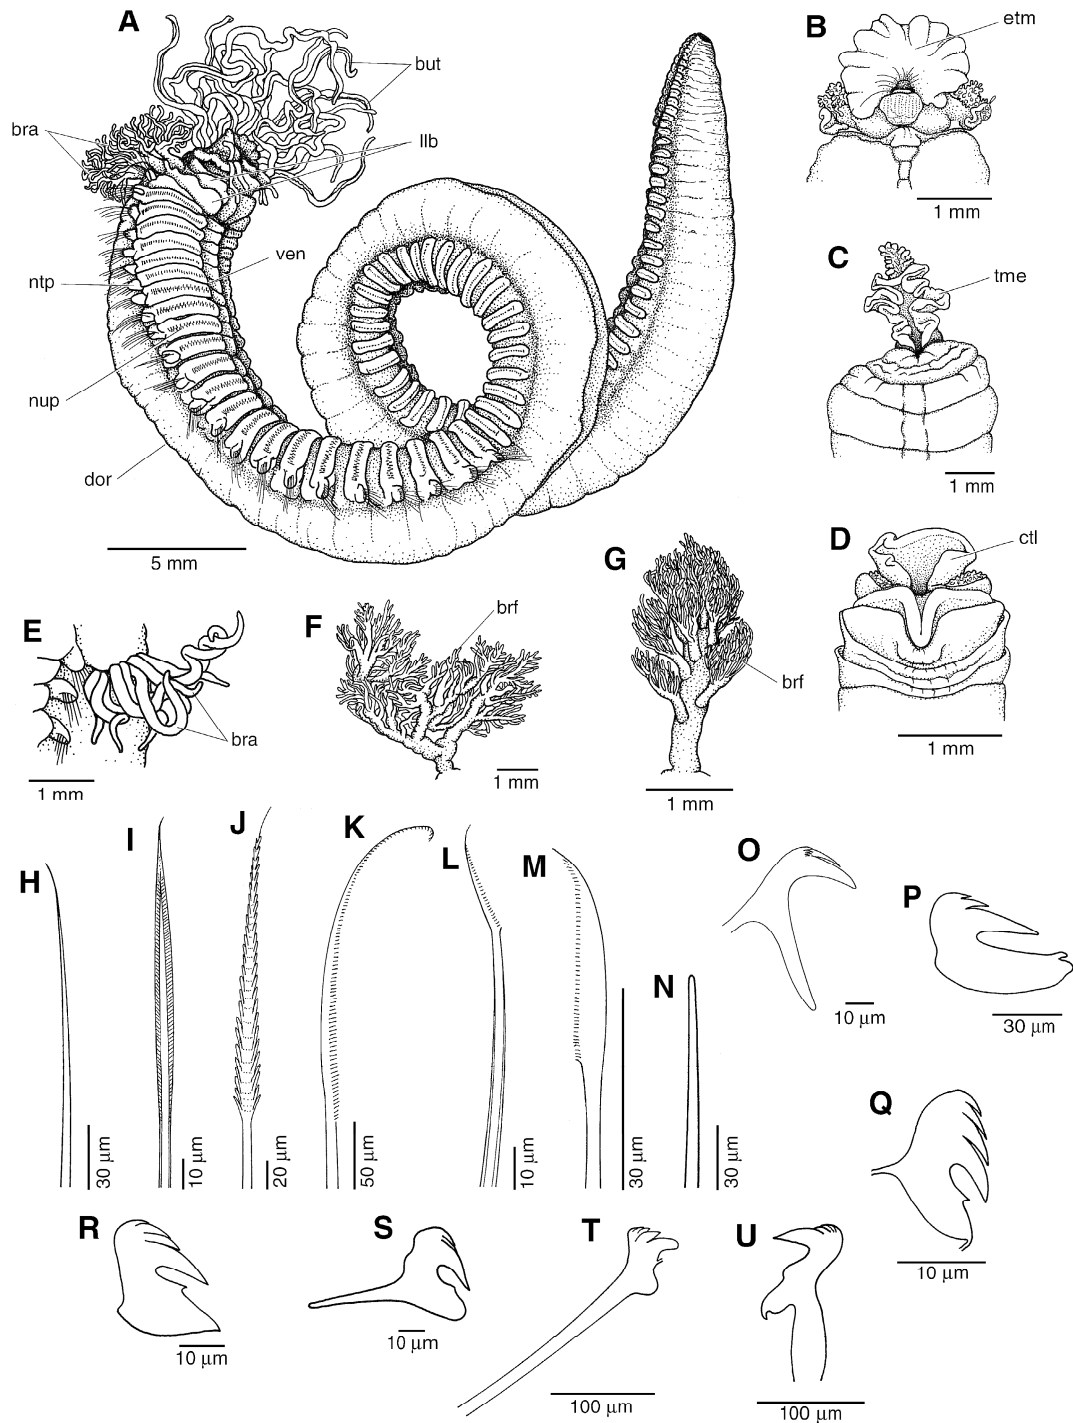 A
but
bra
llb
ven
ntp
nup
dor
5 mm
B
etm
1 mm
C
tme
1 mm
D
ctl
1 mm
E
bra
1 mm
F
brf
1 mm
G
brf
1 mm
H
30 µm
I
10 µm
J
20 µm
K
50 µm
L
10 µm
M
30 µm
N
30 µm
O
10 µm
P
30 µm
Q
10 µm
R
10 µm
S
10 µm
T
100 µm
U
100 µm